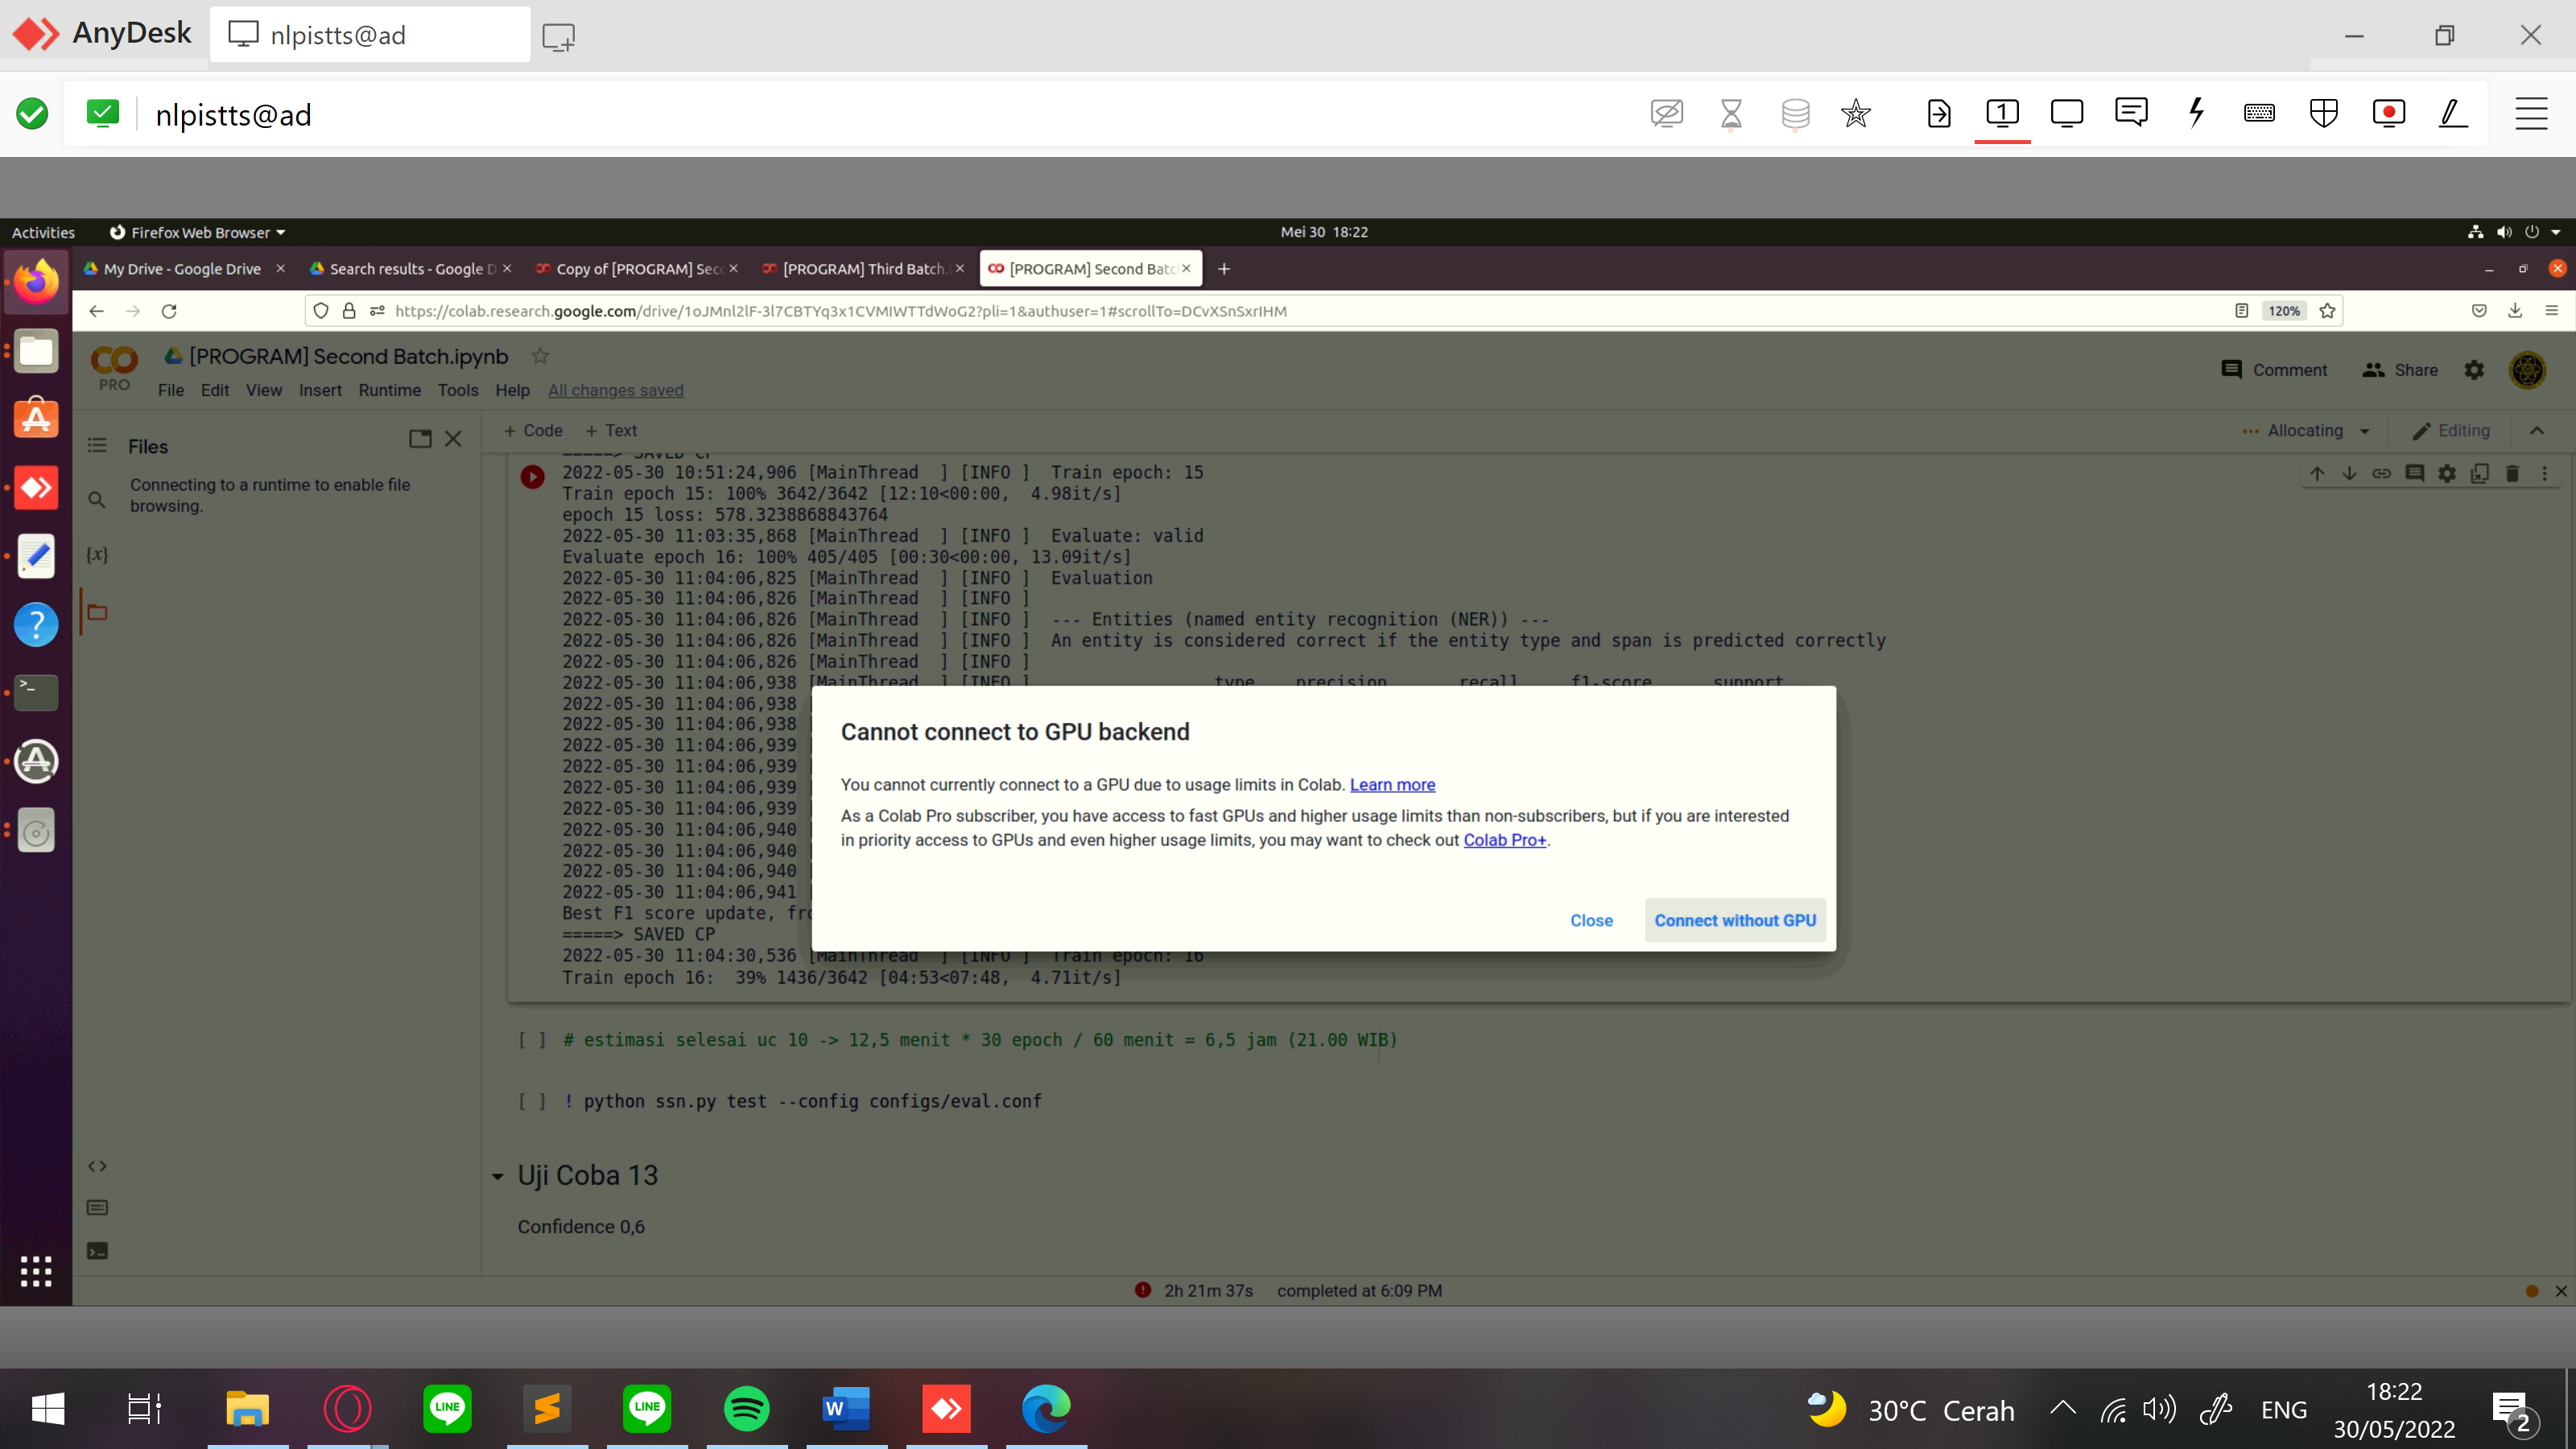 AnyDesk
nlpistts@ad
nlpistts@ad
1
Activities
Firefox Web Browser
Mei 30 18:22
My Drive - Google Drive
Search results - Google D
Copy of [PROGRAM] Sec
[PROGRAM] Third Batch.
[PROGRAM] Second Batc
https://colab.research.google.com/drive/1oJMnl2lF-3l7CBTYq3x1CVMIWTTdWoG2?pli=1&authuser=1#scrollTo=DCvXSnSxrIHM
120%
PRO
[PROGRAM] Second Batch.ipynb
File Edit View Insert Runtime Tools Help All changes saved
Comment
Share
Files
Connecting to a runtime to enable file
browsing.
{x}
+ Code + Text
Allocating
Editing
=====> SAVED CP
2022-05-30 10:51:24,906 [MainThread ] [INFO ] Train epoch: 15
Train epoch 15: 100% 3642/3642 [12:10<00:00, 4.98it/s]
epoch 15 loss: 578.3238868843764
2022-05-30 11:03:35,868 [MainThread ] [INFO ] Evaluate: valid
Evaluate epoch 16: 100% 405/405 [00:30<00:00, 13.09it/s]
2022-05-30 11:04:06,825 [MainThread ] [INFO ] Evaluation
2022-05-30 11:04:06,826 [MainThread ] [INFO ]
2022-05-30 11:04:06,826 [MainThread ] [INFO ] --- Entities (named entity recognition (NER)) ---
2022-05-30 11:04:06,826 [MainThread ] [INFO ] An entity is considered correct if the entity type and span is predicted correctly
2022-05-30 11:04:06,826 [MainThread ] [INFO ]
2022-05-30 11:04:06,938 [MainThread ] [INFO ] type precision recall f1-score support
2022-05-30 11:04:06,938
2022-05-30 11:04:06,938
2022-05-30 11:04:06,939
2022-05-30 11:04:06,939
2022-05-30 11:04:06,939
2022-05-30 11:04:06,939
2022-05-30 11:04:06,940
2022-05-30 11:04:06,940
2022-05-30 11:04:06,940
2022-05-30 11:04:06,941
Best F1 score update, fr
=====> SAVED CP
2022-05-30 11:04:30,536 [MainThread ] [INFO ] Train epoch: 16
Train epoch 16: 39% 1436/3642 [04:53<07:48, 4.71it/s]
Cannot connect to GPU backend
You cannot currently connect to a GPU due to usage limits in Colab. Learn more
As a Colab Pro subscriber, you have access to fast GPUs and higher usage limits than non-subscribers, but if you are interested
in priority access to GPUs and even higher usage limits, you may want to check out Colab Pro+.
Close
Connect without GPU
[ ] # estimasi selesai uc 10 -> 12,5 menit * 30 epoch / 60 menit = 6,5 jam (21.00 WIB)
[ ] ! python ssn.py test --config configs/eval.conf
Uji Coba 13
Confidence 0,6
2h 21m 37s completed at 6:09 PM
LINE
LINE
W
30°C Cerah
ENG
18:22
30/05/2022
2